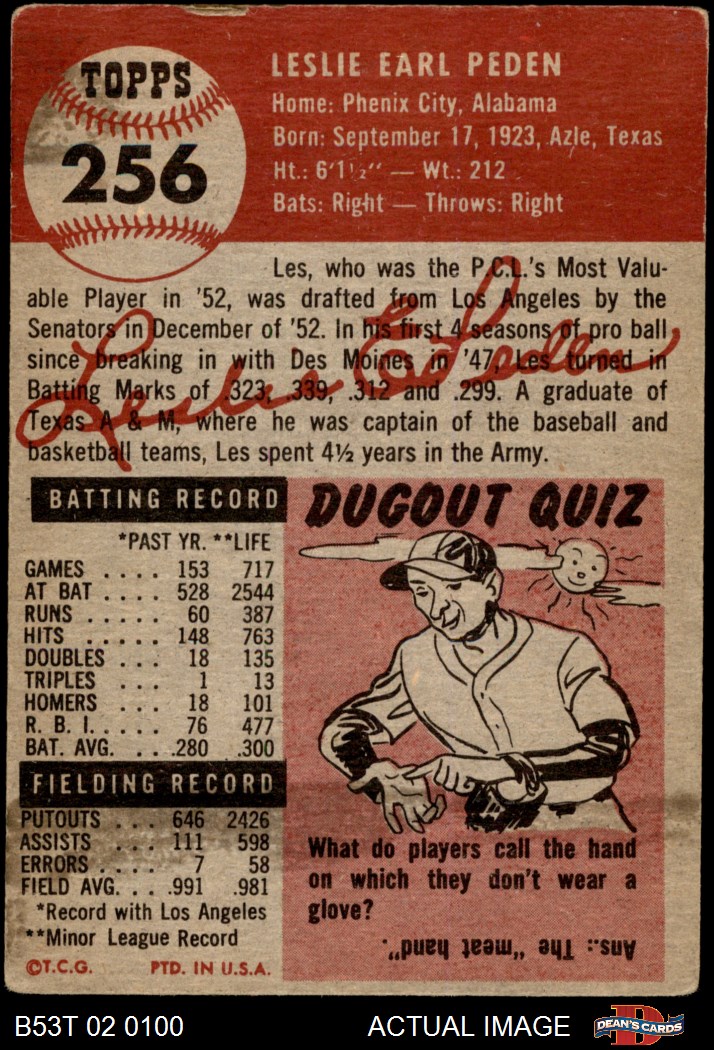 TOPPS
256
LESLIE EARL PEDEN
Home: Phenix City, Alabama
Born: September 17, 1923, Azle, Texas
Ht.: 6'1½" — Wt.: 212
Bats: Right — Throws: Right
Les, who was the P.C.L.'s Most Valu-
able Player in '52, was drafted from Los Angeles by the
Senators in December of '52. In his first 4 seasons of pro ball
since breaking in with Des Moines in '47, Les turned in
Batting Marks of .323, .339, .312 and .299. A graduate of
Texas A & M, where he was captain of the baseball and
basketball teams, Les spent 4½ years in the Army.
Leslie E. Peden
BATTING RECORD
*PAST YR. **LIFE
GAMES .... 153 717
AT BAT .... 528 2544
RUNS ..... 60 387
HITS ..... 148 763
DOUBLES ... 18 135
TRIPLES ... 1 13
HOMERS ... 18 101
R. B. I. .... 76 477
BAT. AVG. ... .280 .300
FIELDING RECORD
PUTOUTS ... 646 2426
ASSISTS ... 111 598
ERRORS .... 7 58
FIELD AVG. ... .991 .981
*Record with Los Angeles
**Minor League Record
©T.C.G. PTD. IN U.S.A.
DUGOUT QUIZ
What do players call the hand
on which they don't wear a
glove?
Ans.: The "meat hand".
B53T 02 0100 ACTUAL IMAGE
DEAN'S CARDS